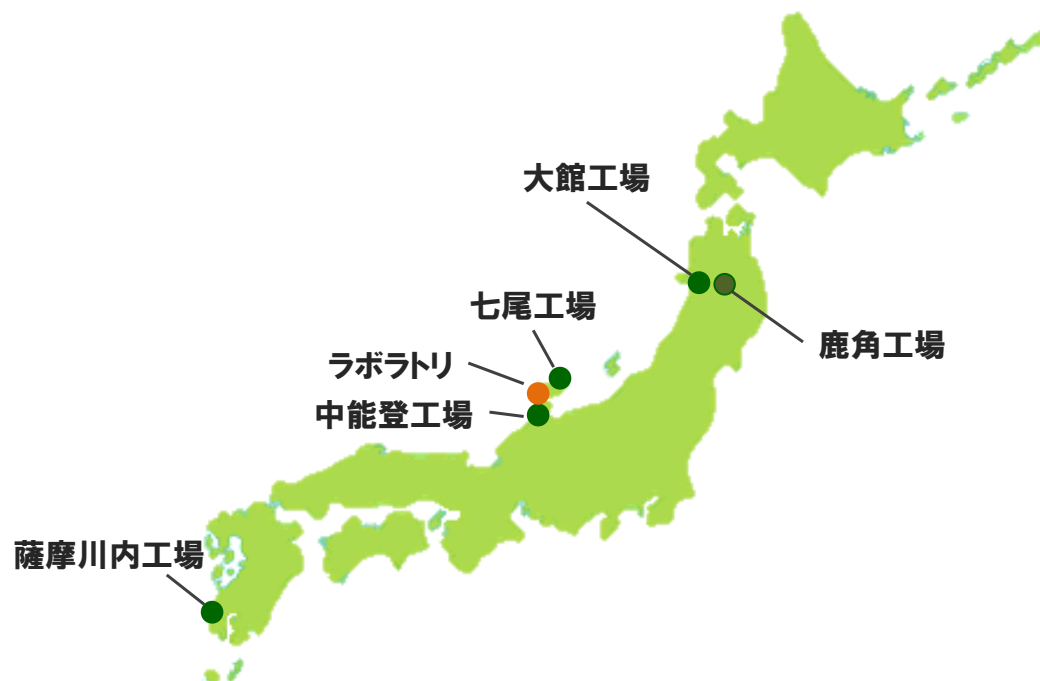 大館工場
七尾工場
鹿角工場
ラボラトリ
中能登工場
薩摩川内工場